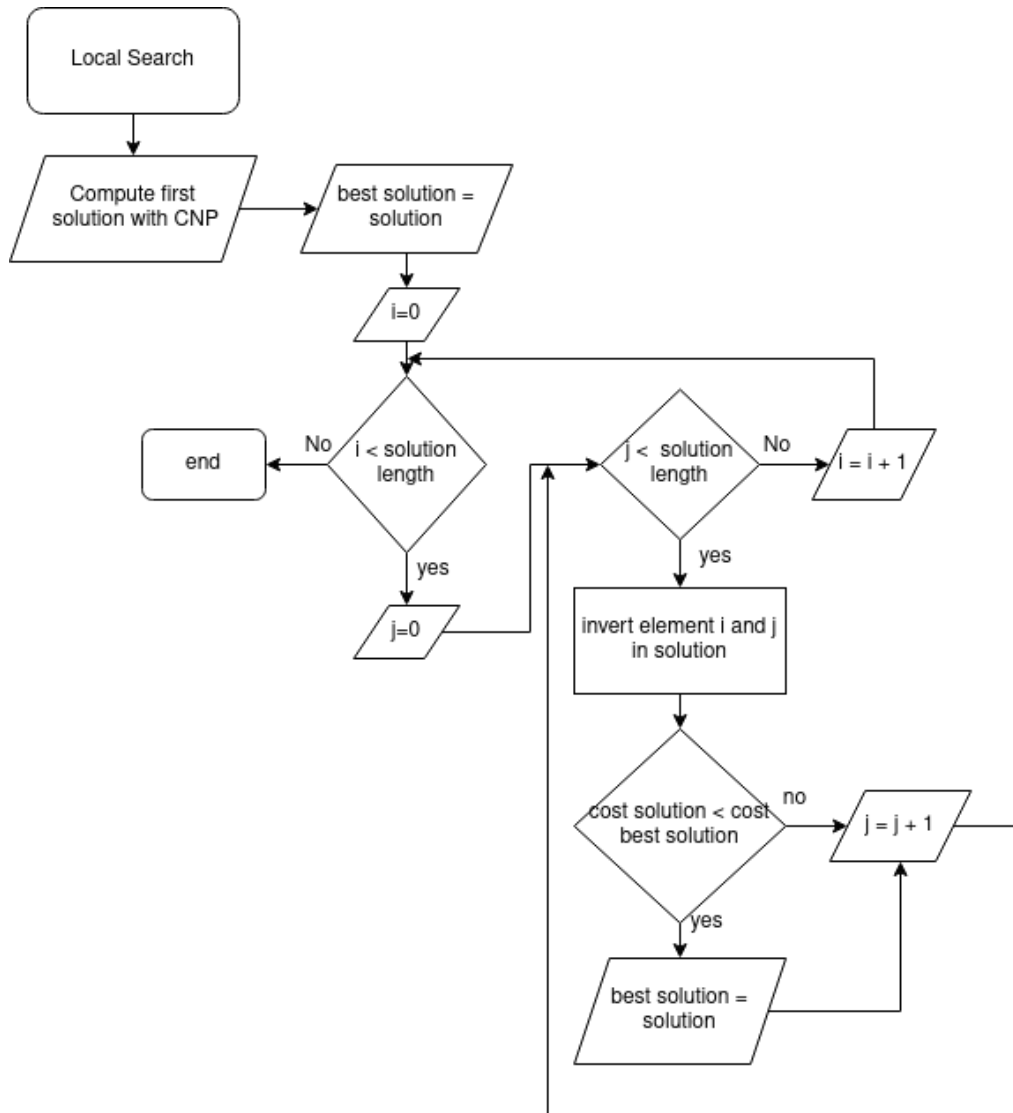 Local Search
Compute first
solution with CNP
best solution =
solution
i=0
i < solution
length
No
end
yes
j=0
j < solution
length
No
i = i + 1
yes
invert element i and j
in solution
cost solution < cost
best solution
no
j = j + 1
yes
best solution =
solution